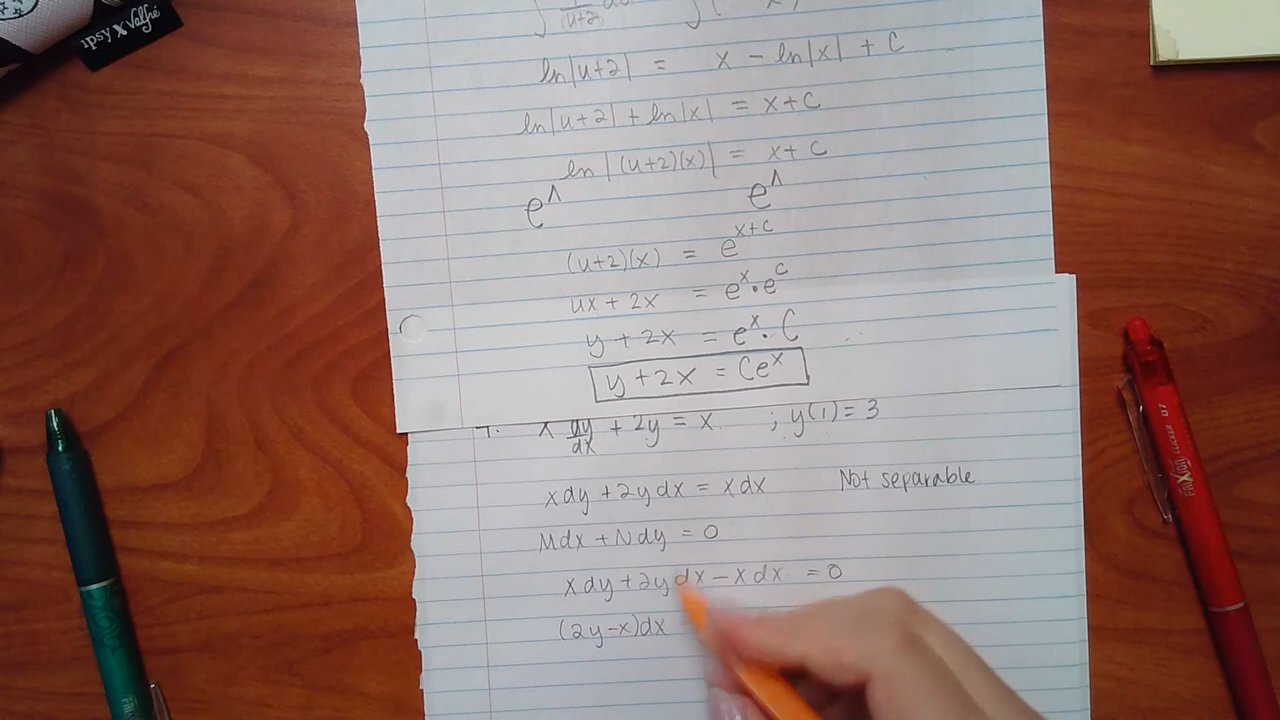 ipsy x Valfré
ln|u+2| = x - ln|x| + C
ln|u+2| + ln|x| = x+C
ln|(u+2)(x)| = x+C
e^ e^
(u+2)(x) = e^x+C
ux + 2x = e^x • e^C
y + 2x = e^x • C
y + 2x = Ce^x
x dy/dx + 2y = x ; y(1) = 3
x dy + 2y dx = x dx Not separable
Mdx + Ndy = 0
x dy + 2y dx - x dx = 0
(2y-x)dx